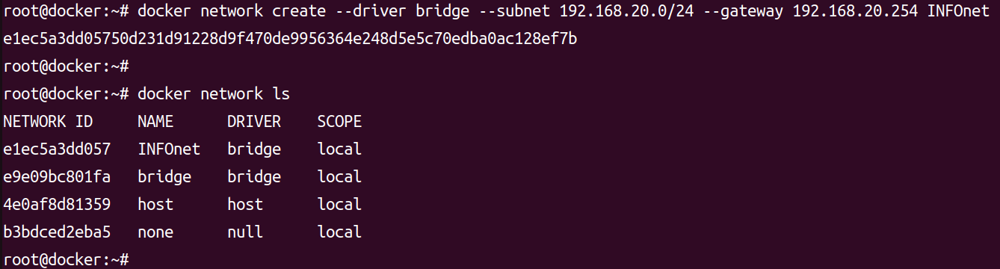 root@docker:~# docker network create --driver bridge --subnet 192.168.20.0/24 --gateway 192.168.20.254 INFOnet
e1ec5a3dd05750d231d91228d9f470de9956364e248d5e5c70edba0ac128ef7b
root@docker:~#
root@docker:~# docker network ls
NETWORK ID     NAME      DRIVER    SCOPE
e1ec5a3dd057   INFOnet   bridge    local
e9e09bc801fa   bridge    bridge    local
4e0af8d81359   host      host      local
b3bdced2eba5   none      null      local
root@docker:~#